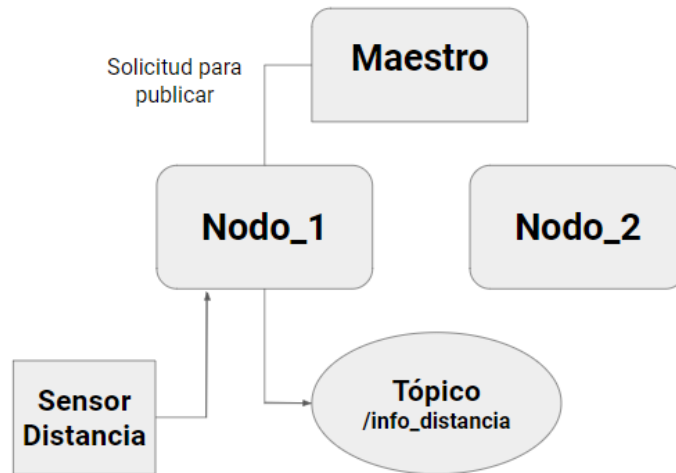 Solicitud para
publicar
Maestro
Nodo_1
Nodo_2
Sensor
Distancia
Tópico
/info_distancia